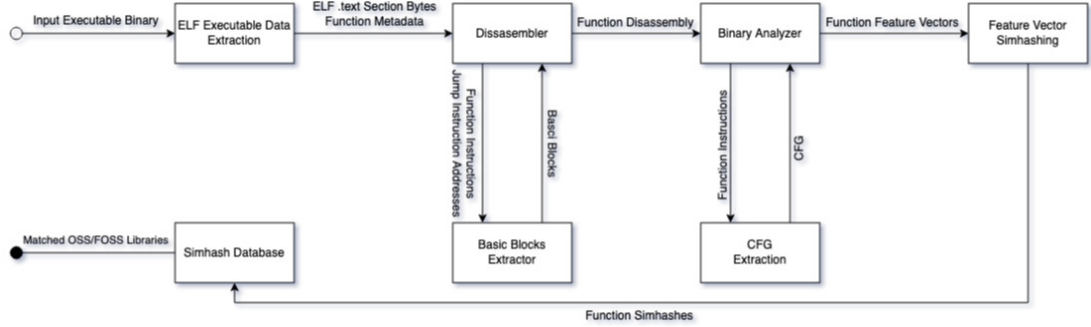 Input Executable Binary
ELF Executable Data
Extraction
ELF .text Section Bytes
Function Metadata
Dissasembler
Function Disassembly
Binary Analyzer
Function Feature Vectors
Feature Vector
Simhashing
Function Instructions
Jump Instruction Addresses
Basci Blocks
Function Instructions
CFG
Matched OSS/FOSS Libraries
Simhash Database
Basic Blocks
Extractor
CFG
Extraction
Function Simhashes